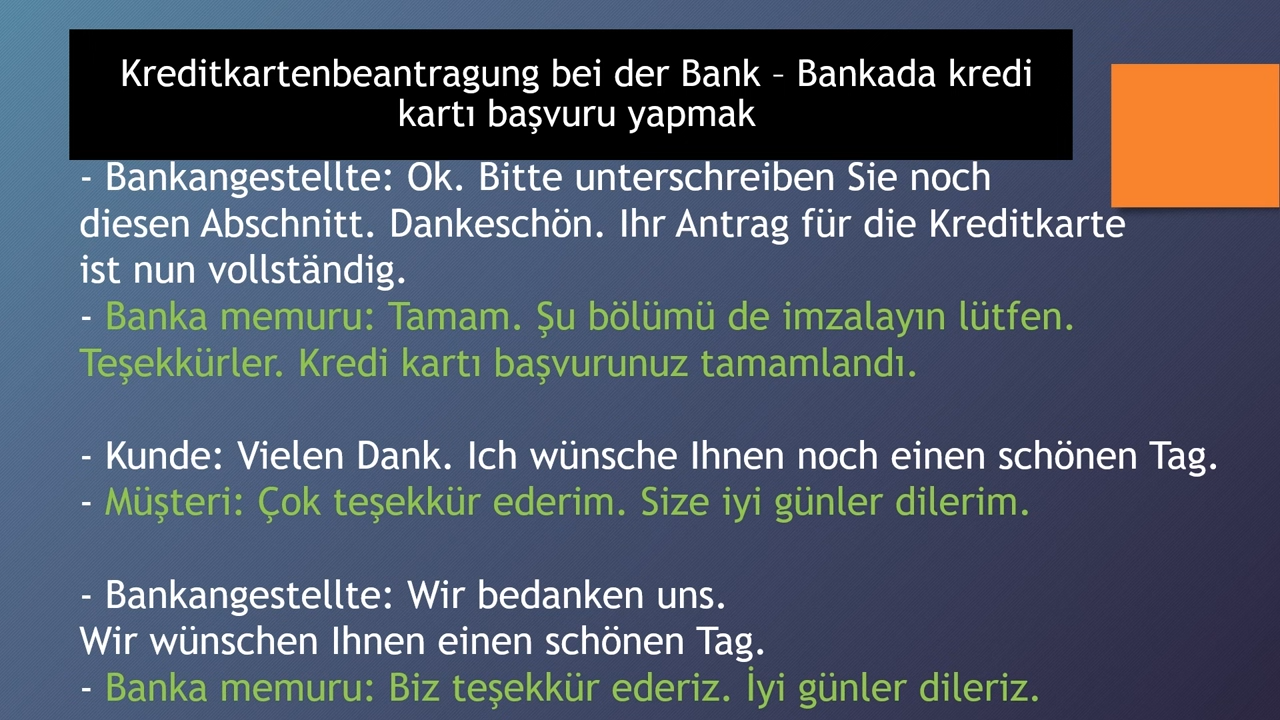 Kreditkartenbeantragung bei der Bank – Bankada kredi
kartı başvuru yapmak
- Bankangestellte: Ok. Bitte unterschreiben Sie noch
diesen Abschnitt. Dankeschön. Ihr Antrag für die Kreditkarte
ist nun vollständig.
- Banka memuru: Tamam. Şu bölümü de imzalayın lütfen.
Teşekkürler. Kredi kartı başvurunuz tamamlandı.
- Kunde: Vielen Dank. Ich wünsche Ihnen noch einen schönen Tag.
- Müşteri: Çok teşekkür ederim. Size iyi günler dilerim.
- Bankangestellte: Wir bedanken uns.
Wir wünschen Ihnen einen schönen Tag.
- Banka memuru: Biz teşekkür ederiz. İyi günler dileriz.